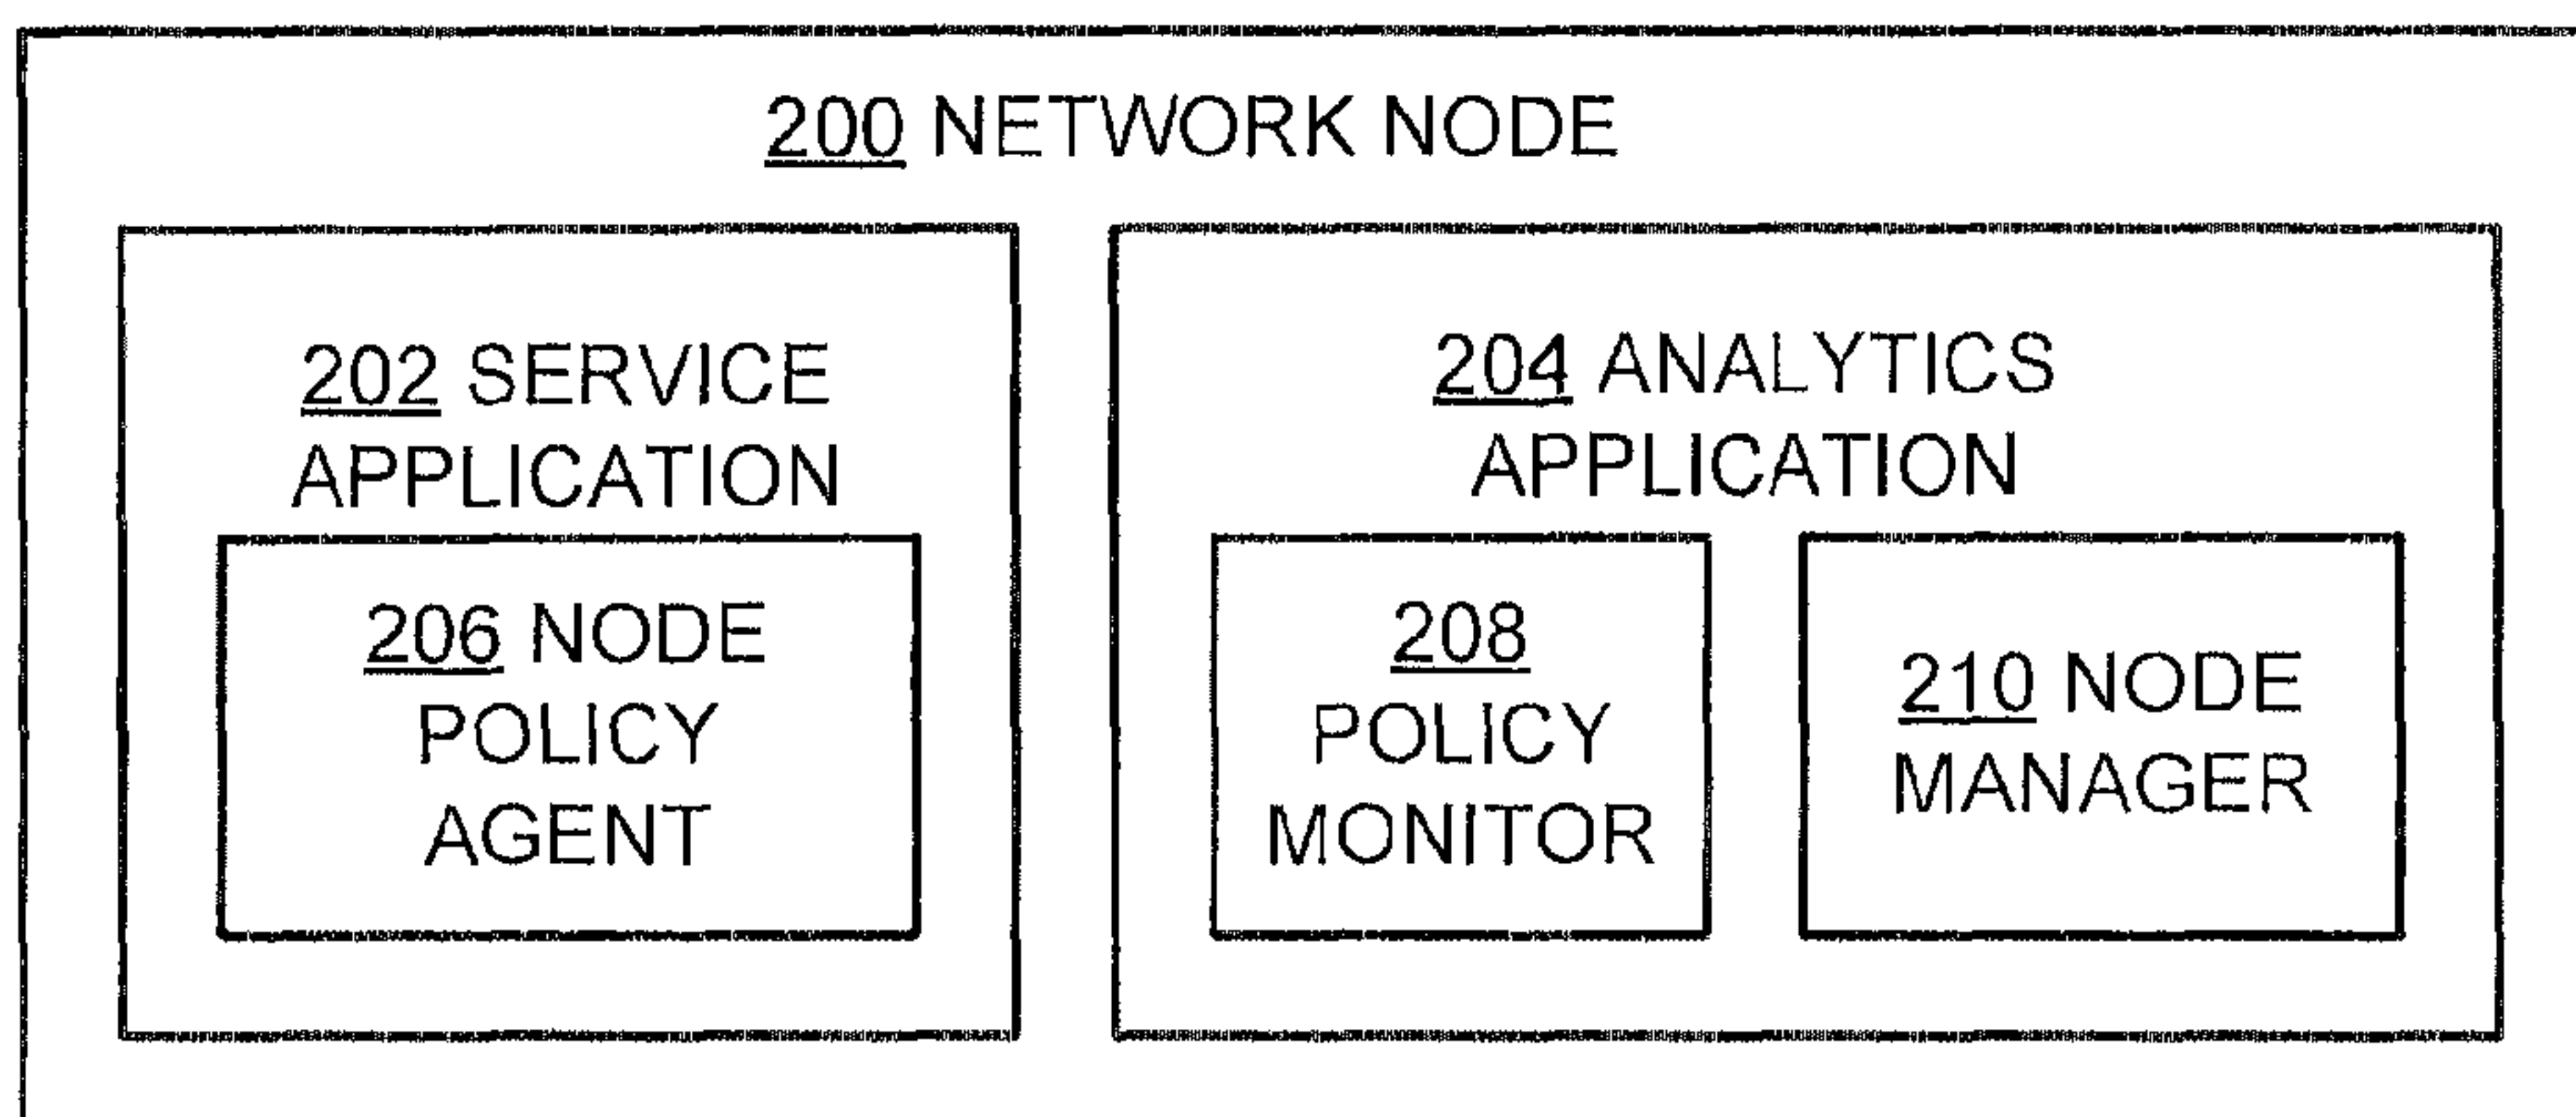 200 NETWORK NODE
202 SERVICE
APPLICATION
206 NODE
POLICY
AGENT
204 ANALYTICS
APPLICATION
208
POLICY
MONITOR
210 NODE
MANAGER